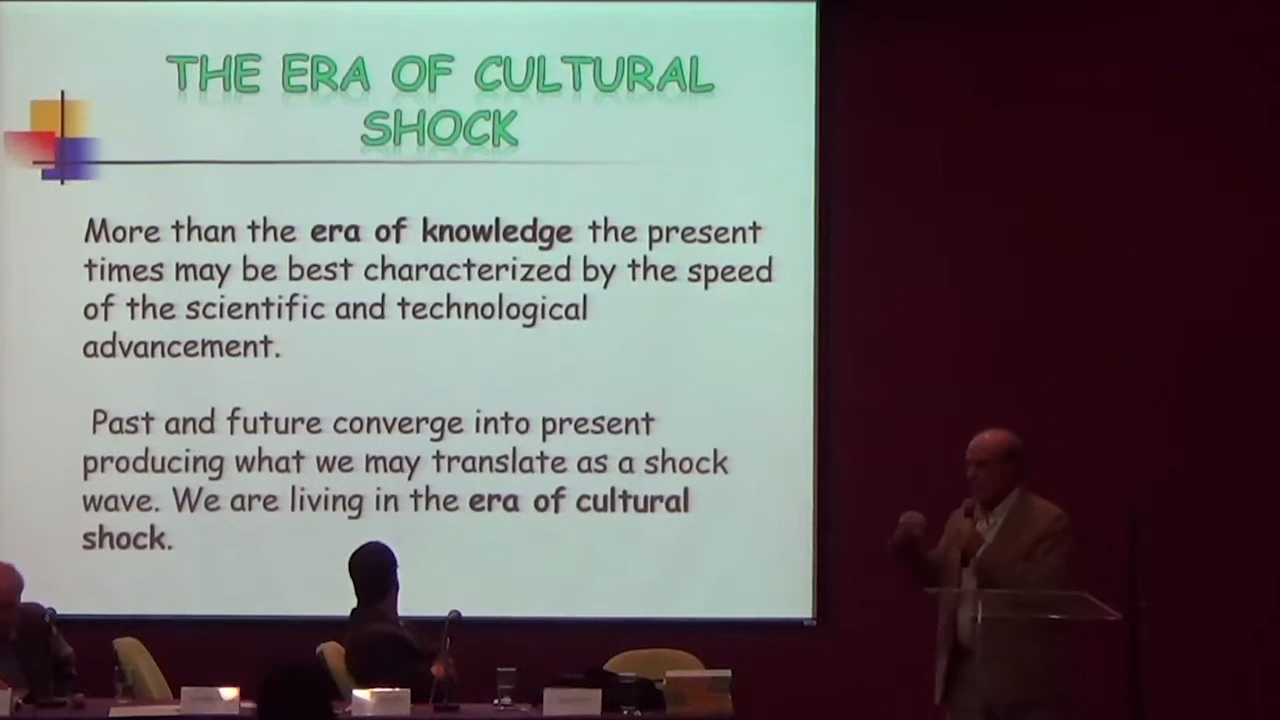 THE ERA OF CULTURAL
SHOCK
More than the era of knowledge the present
times may be best characterized by the speed
of the scientific and technological
advancement.
Past and future converge into present
producing what we may translate as a shock
wave. We are living in the era of cultural
shock.